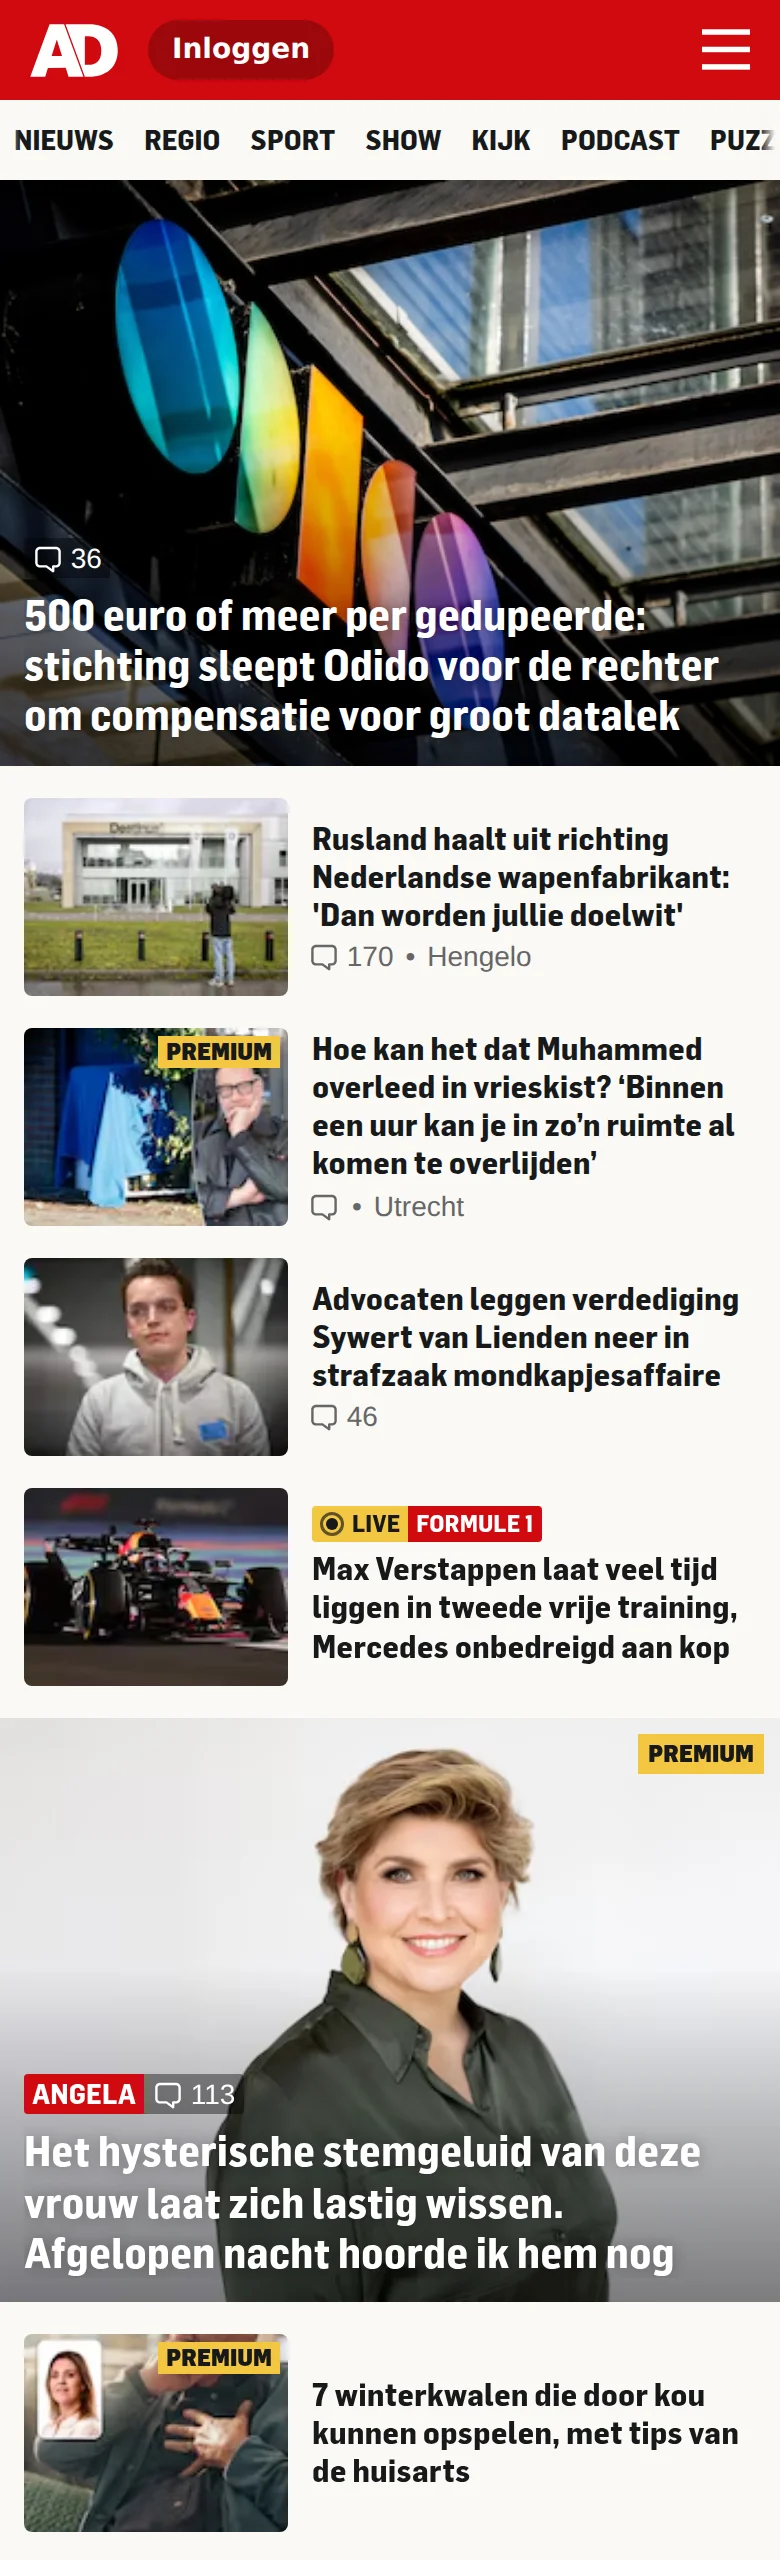 AD
Inloggen
NIEUWS REGIO SPORT SHOW KIJK PODCAST PUZZ
36
500 euro of meer per gedupeerde:
stichting sleept Odido voor de rechter
om compensatie voor groot datalek
Rusland haalt uit richting
Nederlandse wapenfabrikant:
'Dan worden jullie doelwit'
170 • Hengelo
PREMIUM
Hoe kan het dat Muhammed
overleed in vrieskist? ‘Binnen
een uur kan je in zo’n ruimte al
komen te overlijden’
• Utrecht
Advocaten leggen verdediging
Sywert van Lienden neer in
strafzaak mondkapjesaffaire
46
LIVE FORMULE 1
Max Verstappen laat veel tijd
liggen in tweede vrije training,
Mercedes onbedreigd aan kop
PREMIUM
ANGELA 113
Het hysterische stemgeluid van deze
vrouw laat zich lastig wissen.
Afgelopen nacht hoorde ik hem nog
PREMIUM
7 winterkwalen die door kou
kunnen opspelen, met tips van
de huisarts